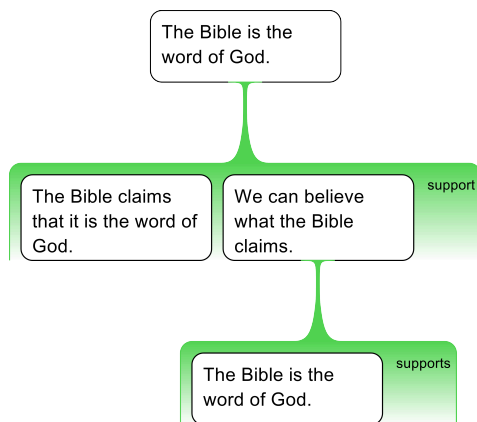 The Bible is the
word of God.
support
The Bible claims
that it is the word of
God.
We can believe
what the Bible
claims.
supports
The Bible is the
word of God.